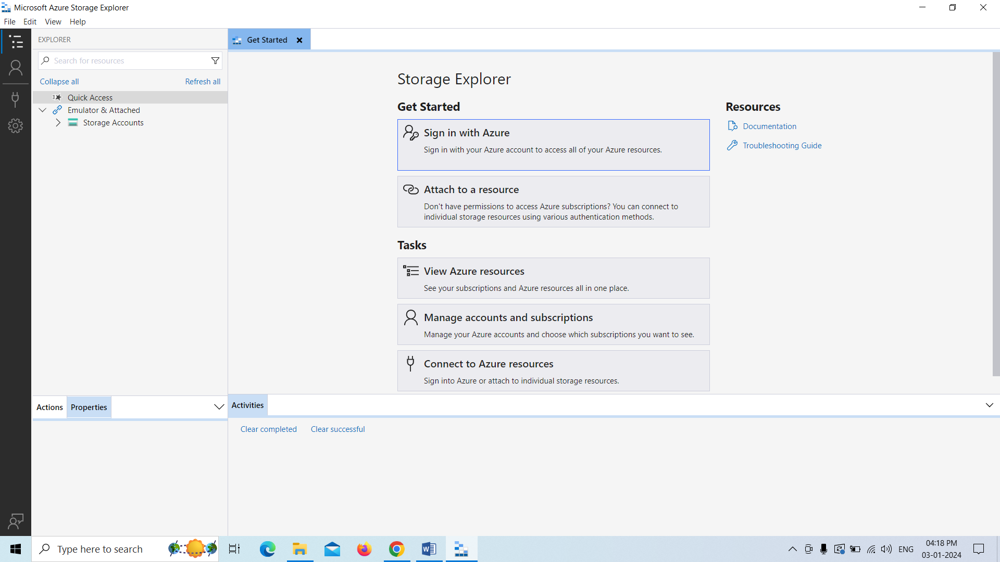 Microsoft Azure Storage Explorer
File Edit View Help
EXPLORER
Search for resources
Collapse all Refresh all
Quick Access
Emulator & Attached
Storage Accounts
Get Started
Storage Explorer
Get Started
Sign in with Azure
Sign in with your Azure account to access all of your Azure resources.
Attach to a resource
Don't have permissions to access Azure subscriptions? You can connect to
individual storage resources using various authentication methods.
Tasks
View Azure resources
See your subscriptions and Azure resources all in one place.
Manage accounts and subscriptions
Manage your Azure accounts and choose which subscriptions you want to see.
Connect to Azure resources
Sign into Azure or attach to individual storage resources.
Resources
Documentation
Troubleshooting Guide
Actions Properties
Activities
Clear completed Clear successful
Type here to search
ENG
04:18 PM
03-01-2024